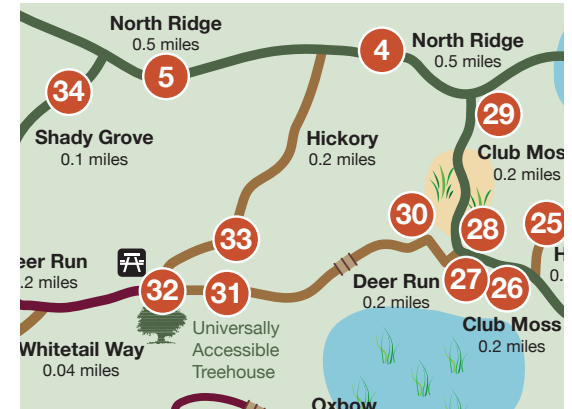 North Ridge
0.5 miles
4
North Ridge
0.5 miles
5
34
29
Shady Grove
0.1 miles
Hickory
0.2 miles
Club Mos
0.2 miles
30
28
25
33
eer Run
.2 miles
H
0.
32
31
Deer Run
0.2 miles
27
26
Universally
Accessible
Treehouse
Club Moss
0.2 miles
Whitetail Way
0.04 miles
Oxbow